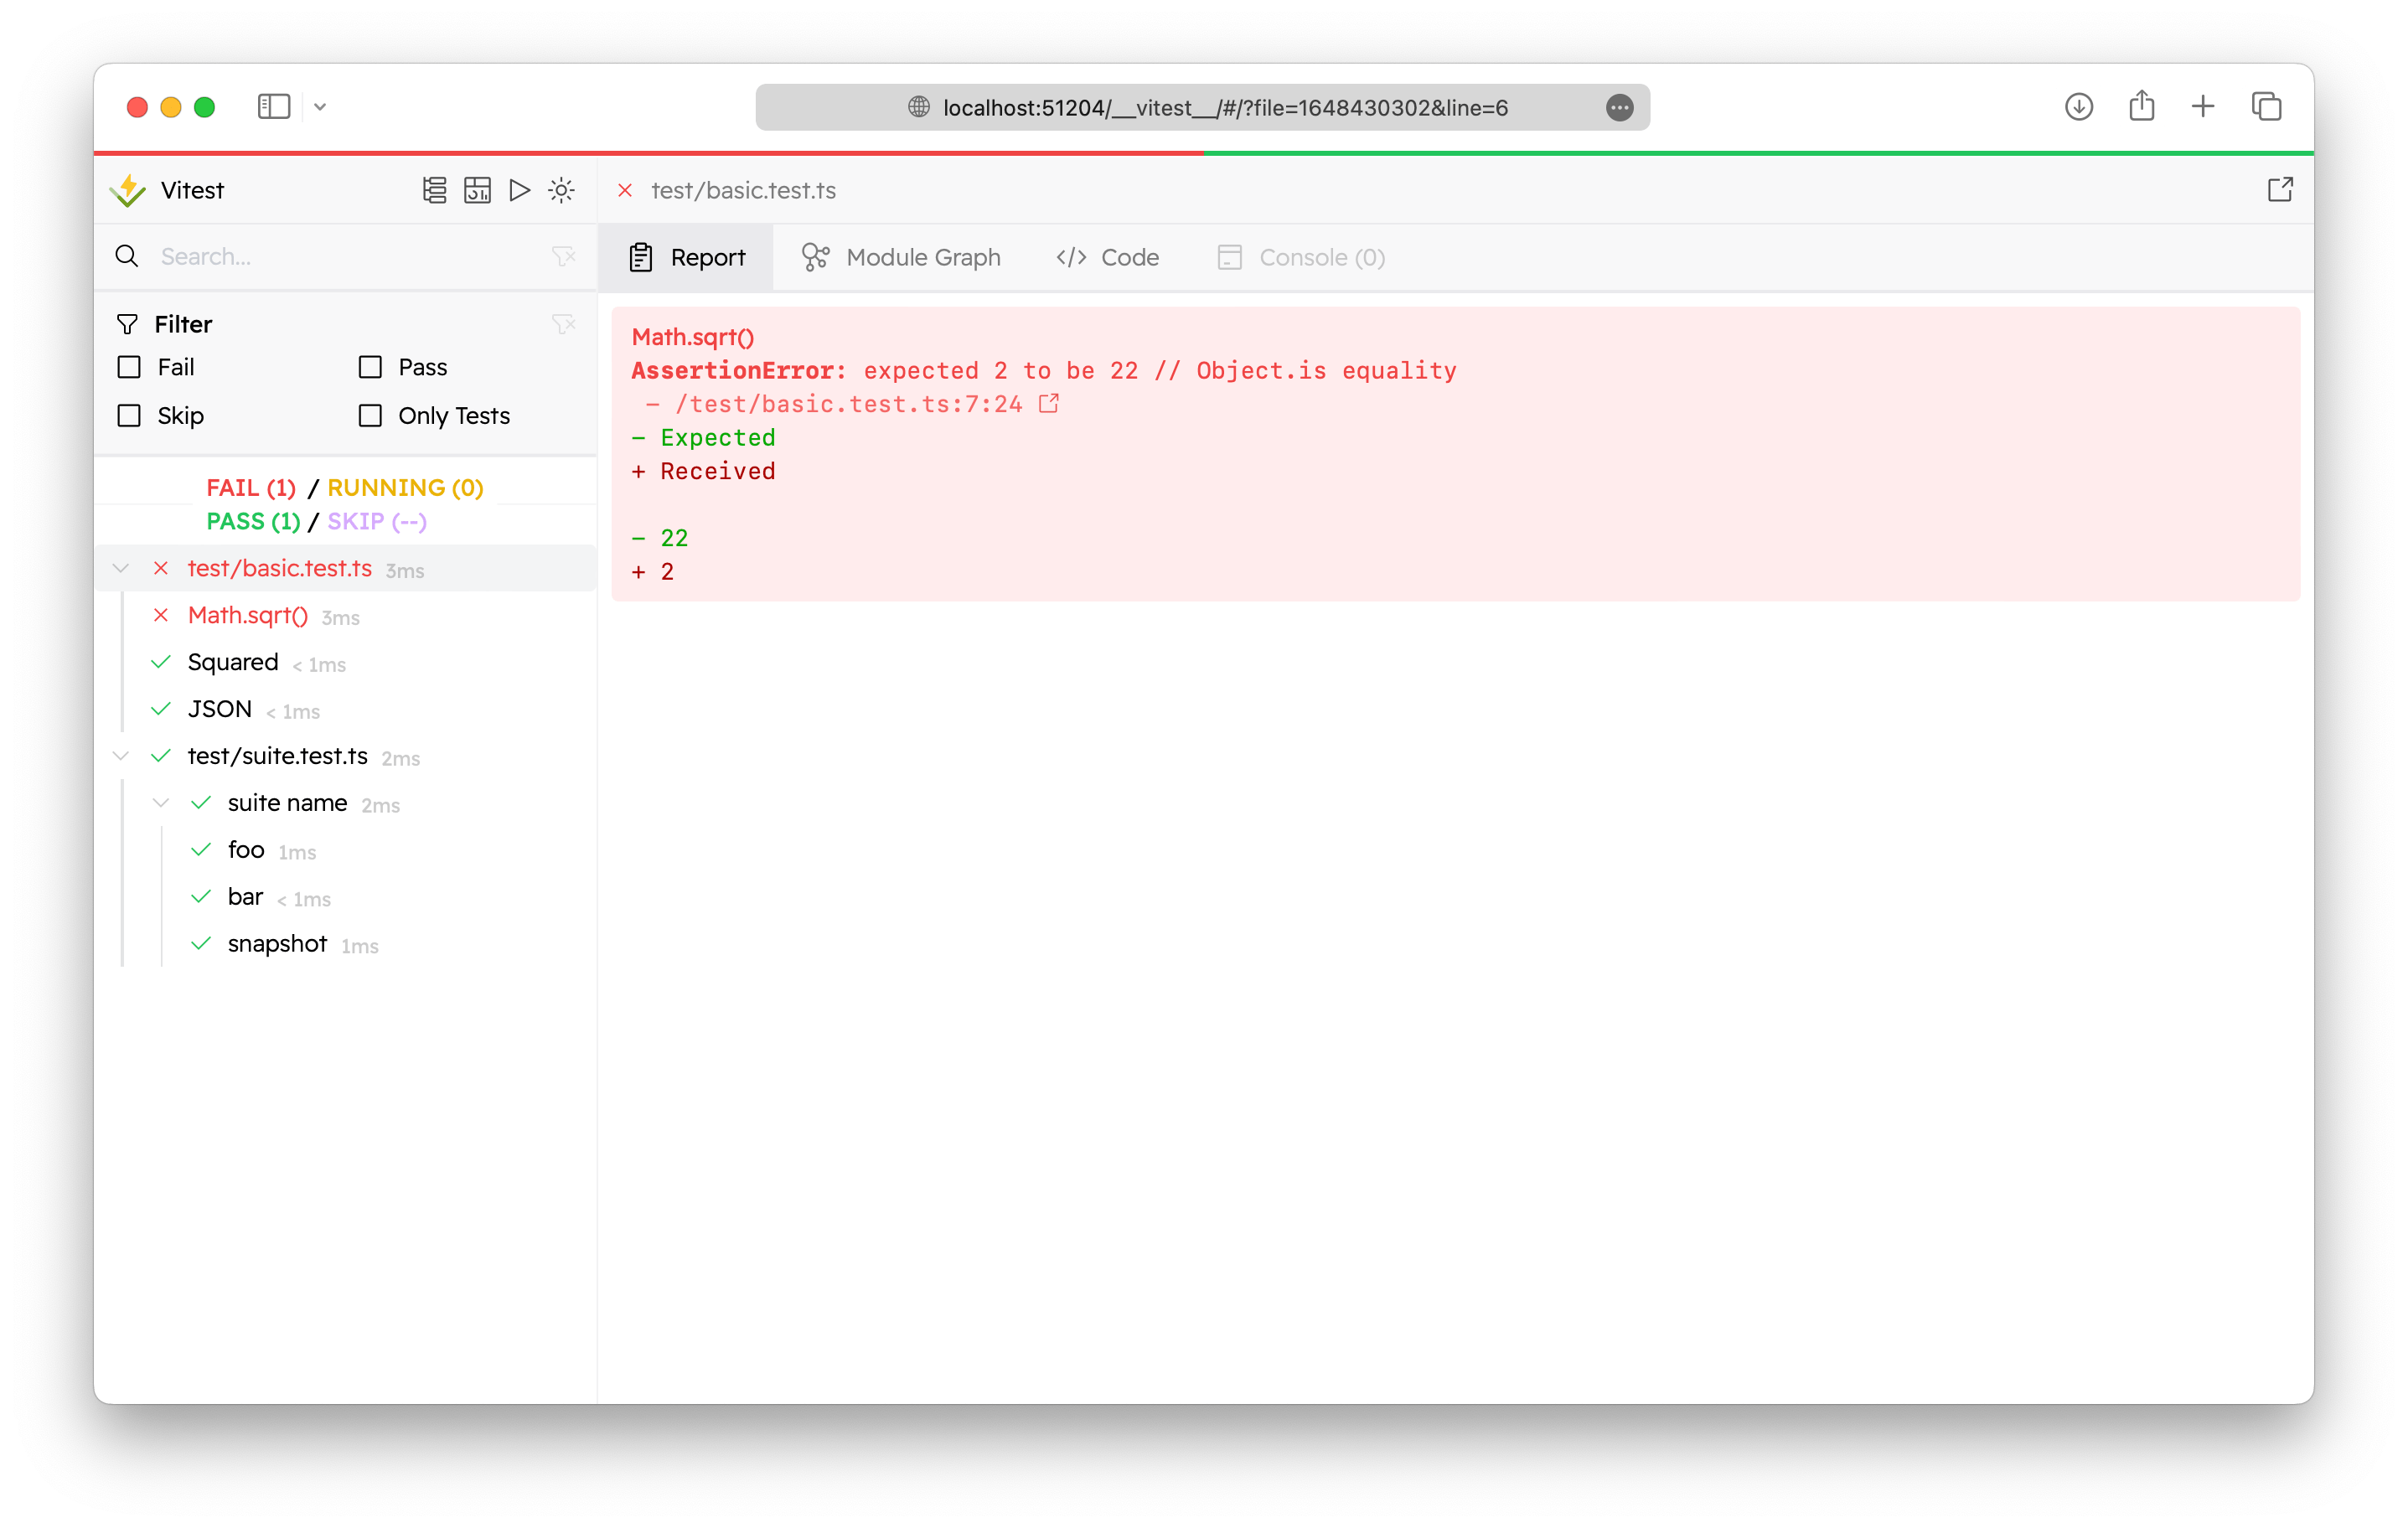 localhost:51204/__vitest__/#/?file=1648430302&line=6
Vitest
Search...
Filter
Fail Pass
Skip Only Tests
FAIL (1) / RUNNING (0)
PASS (1) / SKIP (--)
test/basic.test.ts 3ms
Math.sqrt() 3ms
Squared < 1ms
JSON < 1ms
test/suite.test.ts 2ms
suite name 2ms
foo 1ms
bar < 1ms
snapshot 1ms
test/basic.test.ts
Report Module Graph </> Code Console (0)
Math.sqrt()
AssertionError: expected 2 to be 22 // Object.is equality
- /test/basic.test.ts:7:24
- Expected
+ Received
- 22
+ 2